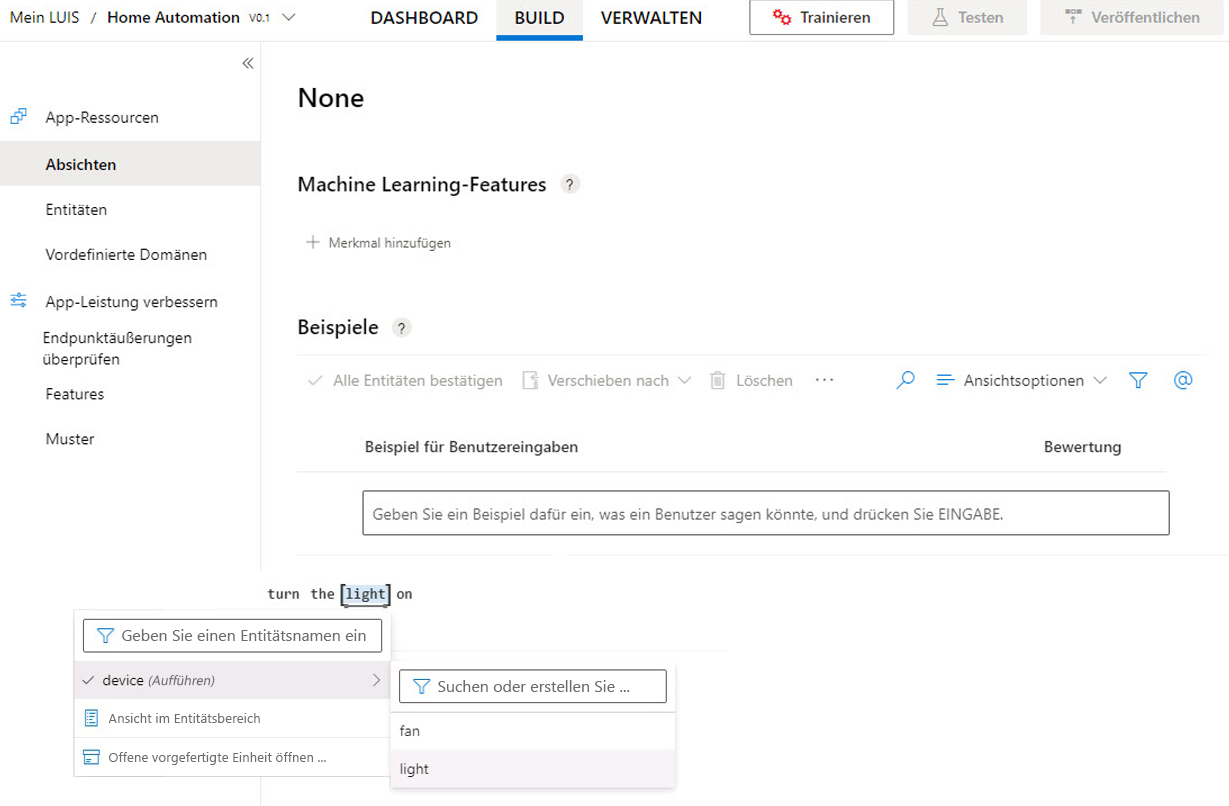 Mein LUIS / Home Automation V0.1
DASHBOARD
BUILD
VERWALTEN
Trainieren
Testen
Veröffentlichen
App-Ressourcen
Absichten
Entitäten
Vordefinierte Domänen
App-Leistung verbessern
Endpunktäußerungen
überprüfen
Features
Muster
None
Machine Learning-Features ?
+ Merkmal hinzufügen
Beispiele ?
Alle Entitäten bestätigen
Verschieben nach
Löschen
...
Ansichtsoptionen
@
Beispiel für Benutzereingaben
Bewertung
Geben Sie ein Beispiel dafür ein, was ein Benutzer sagen könnte, und drücken Sie EINGABE.
turn the [light] on
Geben Sie einen Entitätsnamen ein
device (Aufführen)
Ansicht im Entitätsbereich
Offene vorgefertigte Einheit öffnen ...
Suchen oder erstellen Sie ...
fan
light